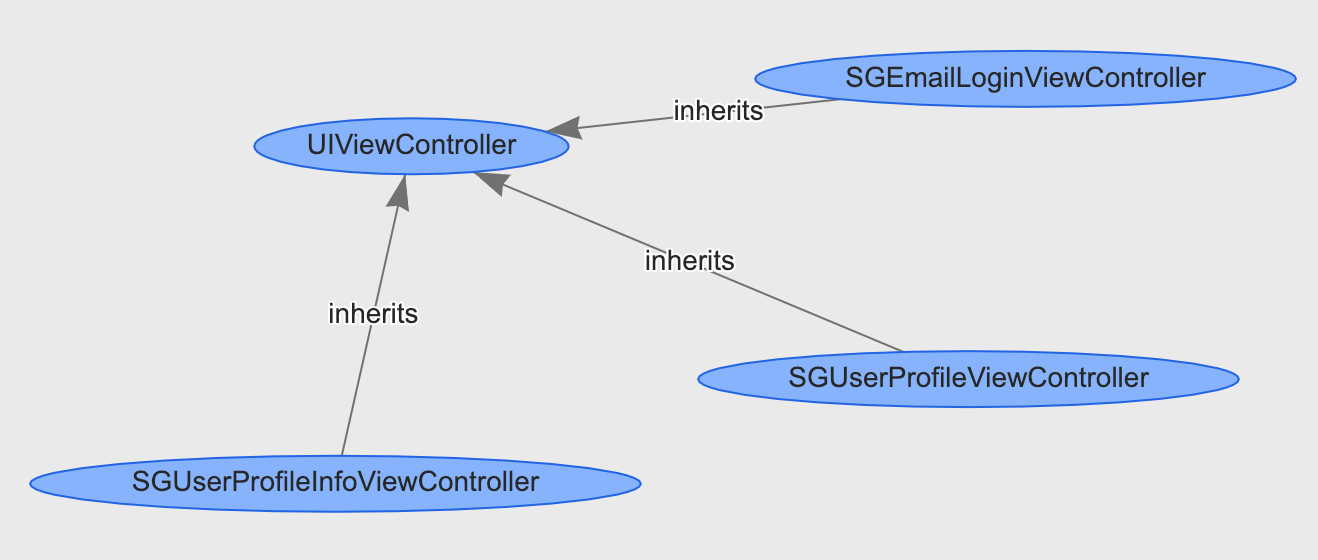 SGEmailLoginViewController
inherits
UIViewController
inherits
inherits
SGUserProfileViewController
SGUserProfileInfoViewController